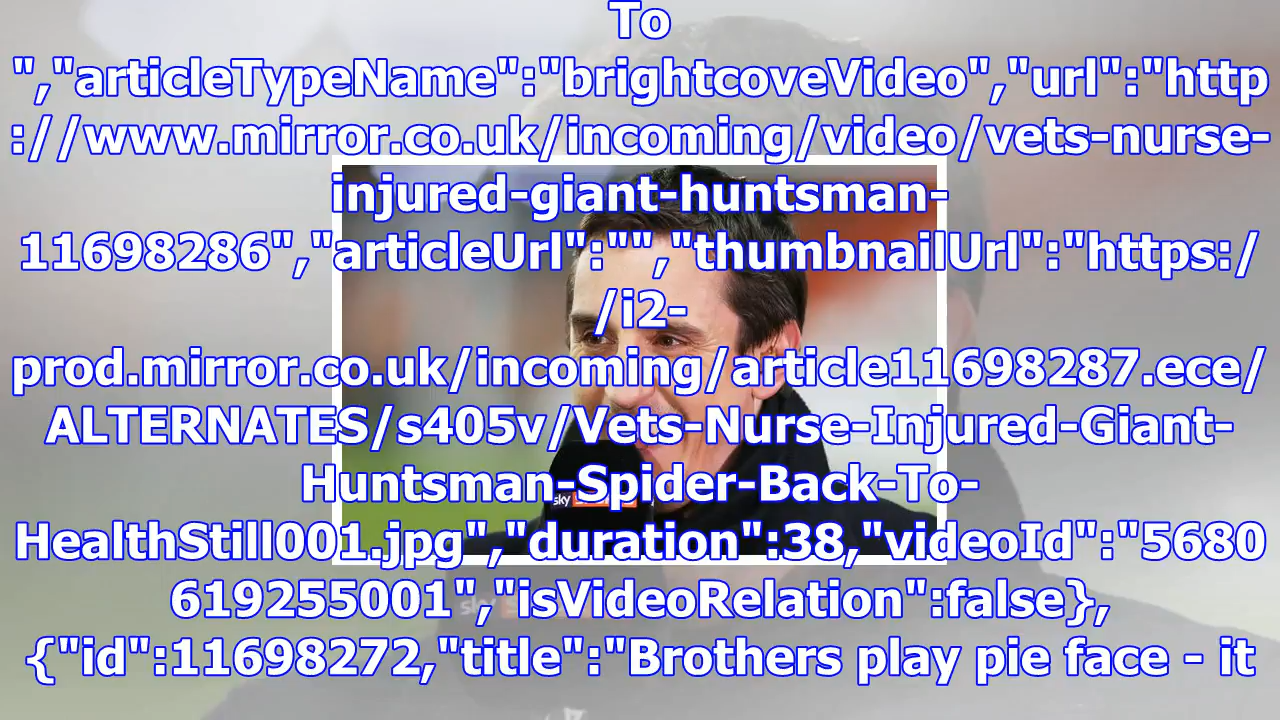 To
","articleTypeName":"brightcoveVideo","url":"http
://www.mirror.co.uk/incoming/video/vets-nurse-
injured-giant-huntsman-
11698286","articleUrl":"","thumbnailUrl":"https:/
/i2-
prod.mirror.co.uk/incoming/article11698287.ece/
ALTERNATES/s405v/Vets-Nurse-Injured-Giant-
Huntsman-Spider-Back-To-
HealthStill001.jpg","duration":38,"videoId":"5680
619255001","isVideoRelation":false},
{"id":11698272,"title":"Brothers play pie face - it
sky
sky